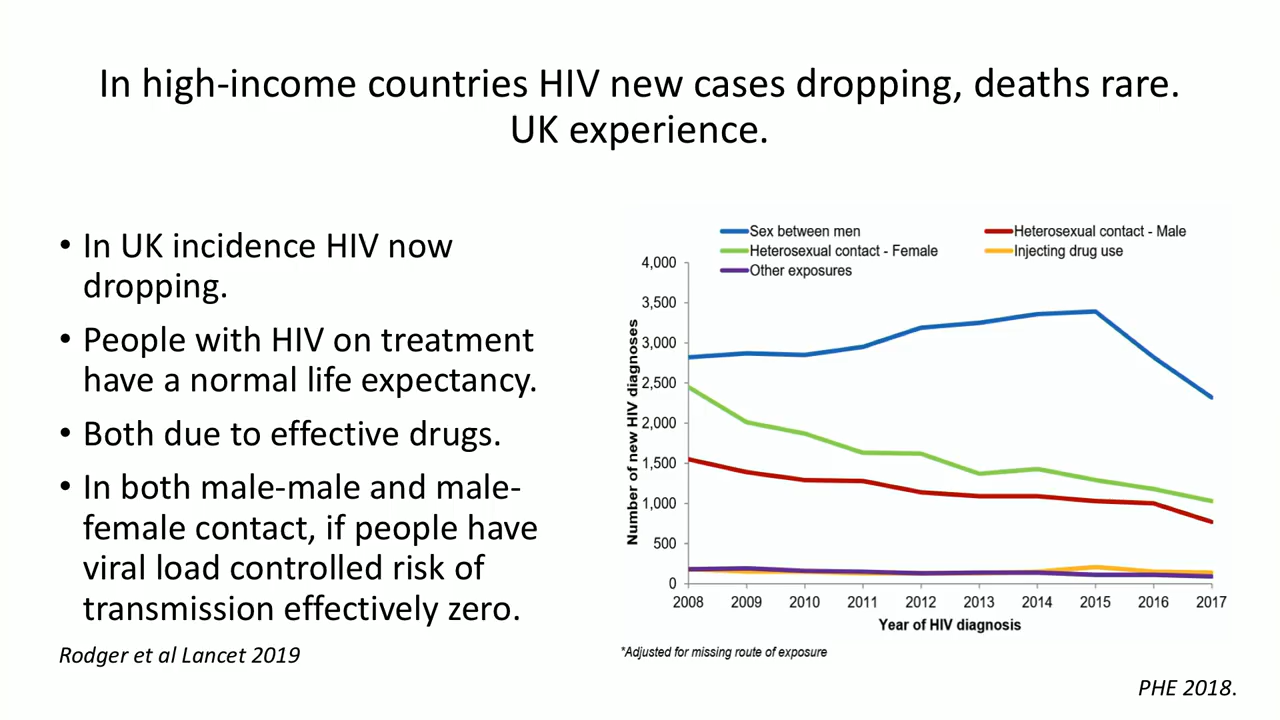 In high-income countries HIV new cases dropping, deaths rare.
UK experience.
• In UK incidence HIV now
dropping.
• People with HIV on treatment
have a normal life expectancy.
• Both due to effective drugs.
• In both male-male and male-
female contact, if people have
viral load controlled risk of
transmission effectively zero.
Rodger et al Lancet 2019
Sex between men
Heterosexual contact - Male
Heterosexual contact - Female
Injecting drug use
Other exposures
Number of new HIV diagnoses
4,000
3,500
3,000
2,500
2,000
1,500
1,000
500
0
2008 2009 2010 2011 2012 2013 2014 2015 2016 2017
Year of HIV diagnosis
*Adjusted for missing route of exposure
PHE 2018.